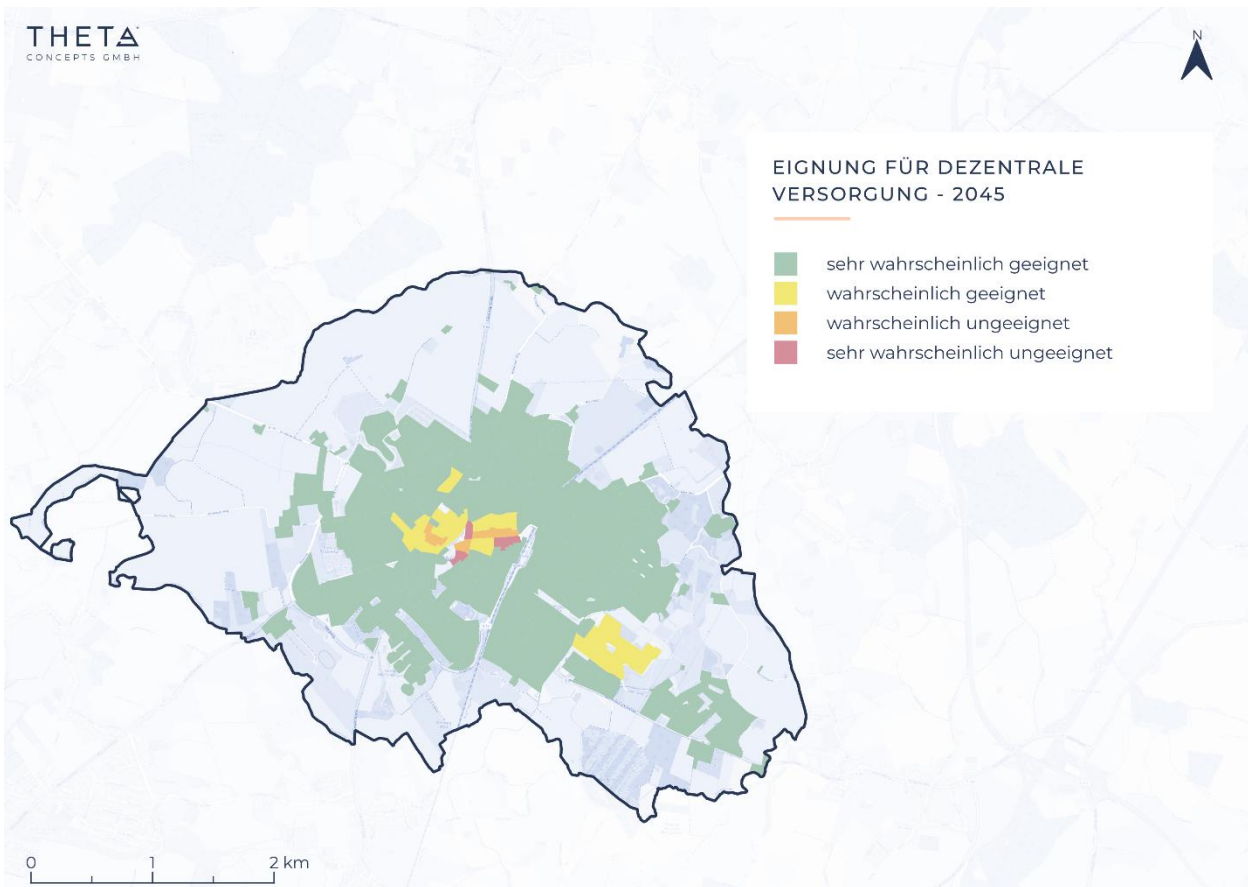 THETA
CONCEPTS GMBH
N
EIGNUNG FÜR DEZENTRALE
VERSORGUNG - 2045
sehr wahrscheinlich geeignet
wahrscheinlich geeignet
wahrscheinlich ungeeignet
sehr wahrscheinlich ungeeignet
0 1 2 km